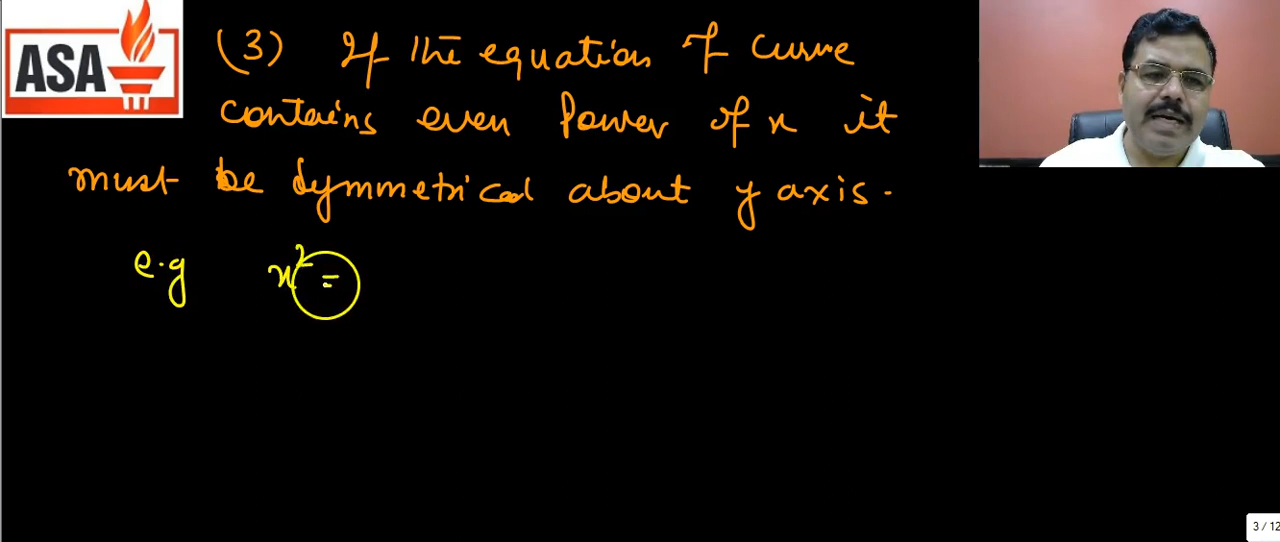 ASA
(3) If the equation of curve
contains even Power of x it
must be Symmetrical about y axis.
e.g x² =
3 / 12